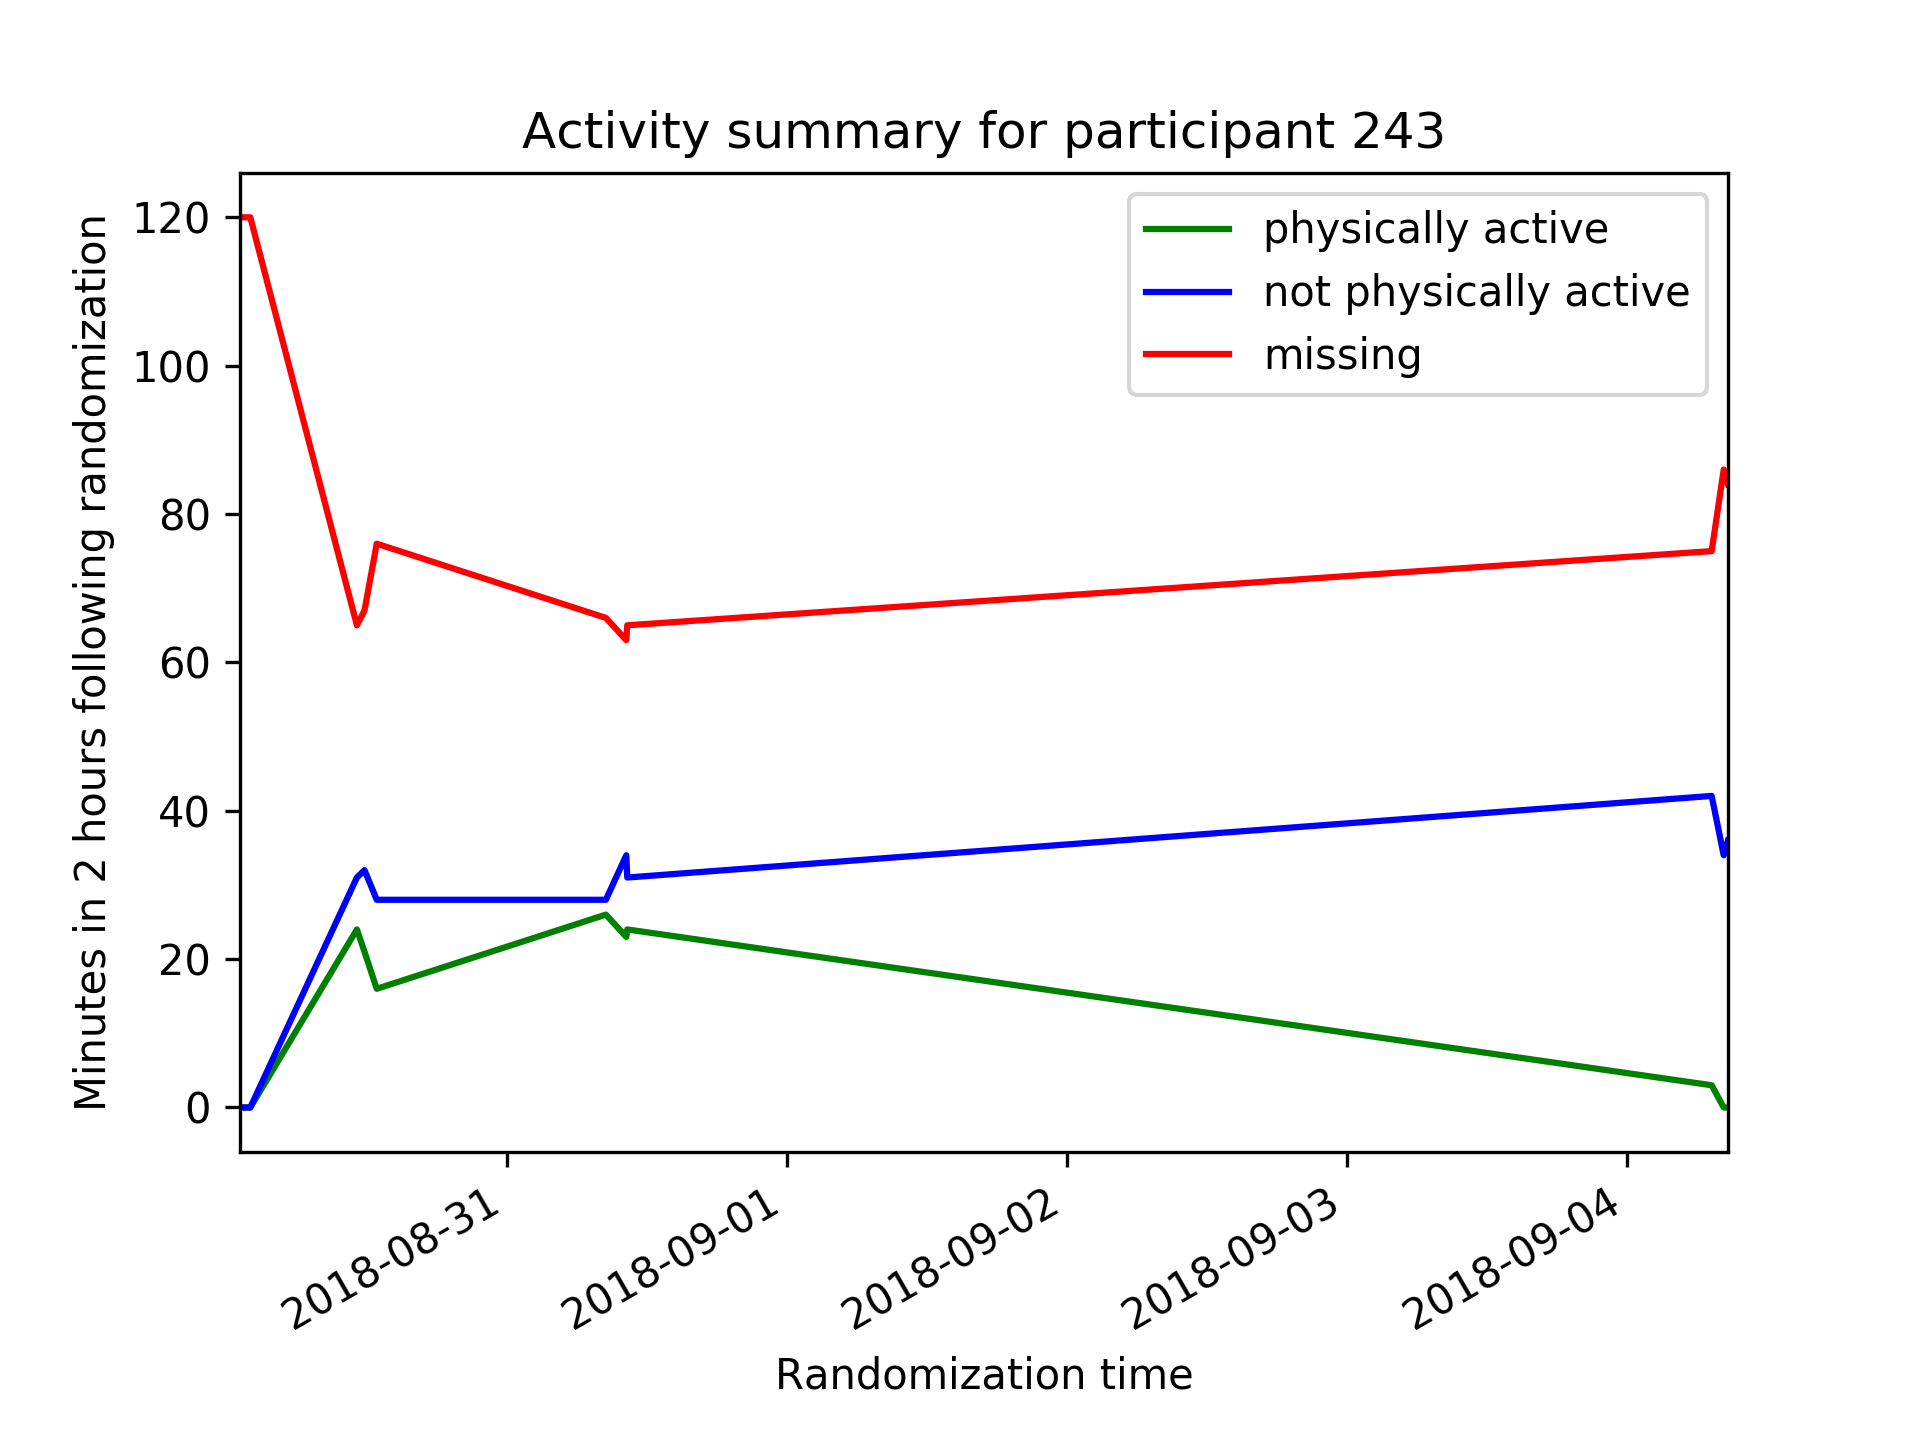 Activity summary for participant 243
physically active
not physically active
missing
Minutes in 2 hours following randomization
120
100
80
60
40
20
0
2018-08-31
2018-09-01
2018-09-02
2018-09-03
2018-09-04
Randomization time